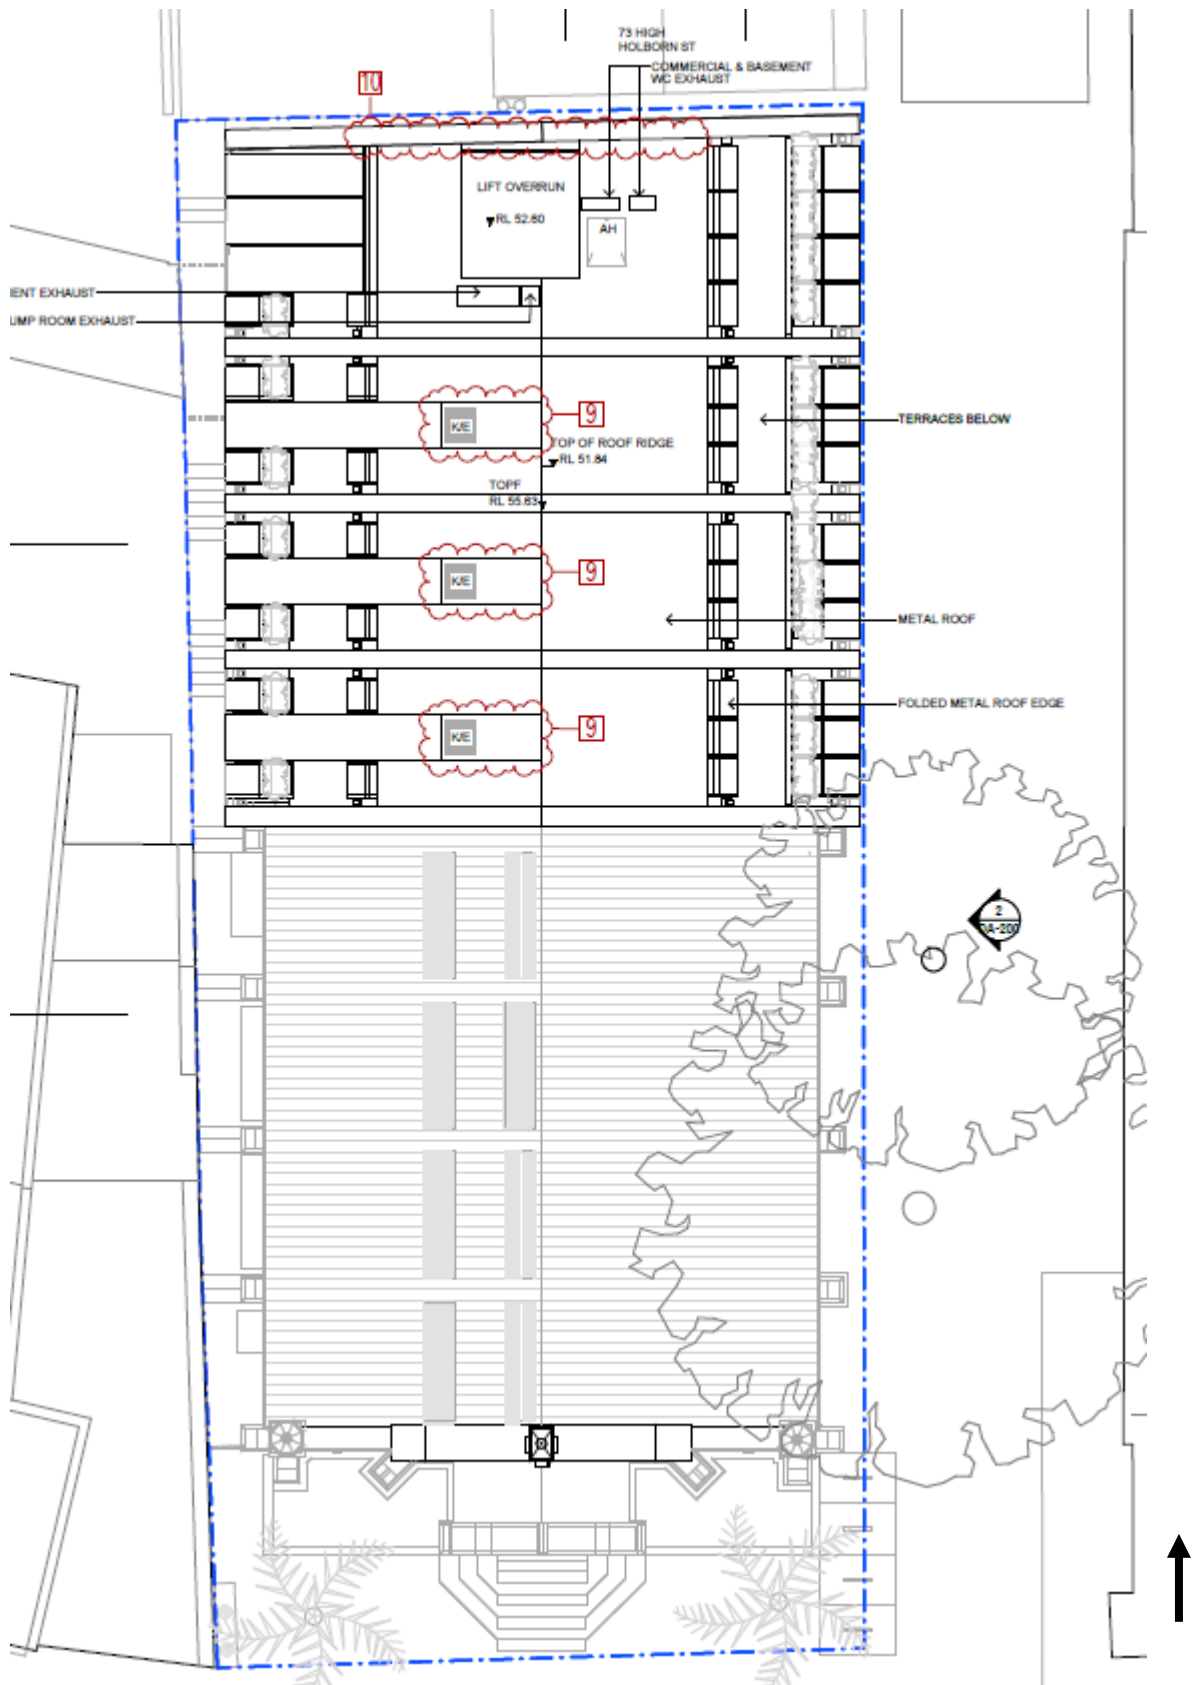 73 HIGH
HOLBORN ST
COMMERCIAL & BASEMENT
WC EXHAUST
10
LIFT OVERRUN
RL 52.60
AH
ENT EXHAUST
UMP ROOM EXHAUST
9
K/E
TERRACES BELOW
TOP OF ROOF RIDGE
RL 51.84
TOPF
RL 55.63
9
K/E
METAL ROOF
FOLDED METAL ROOF EDGE
9
K/E
2
DA-200